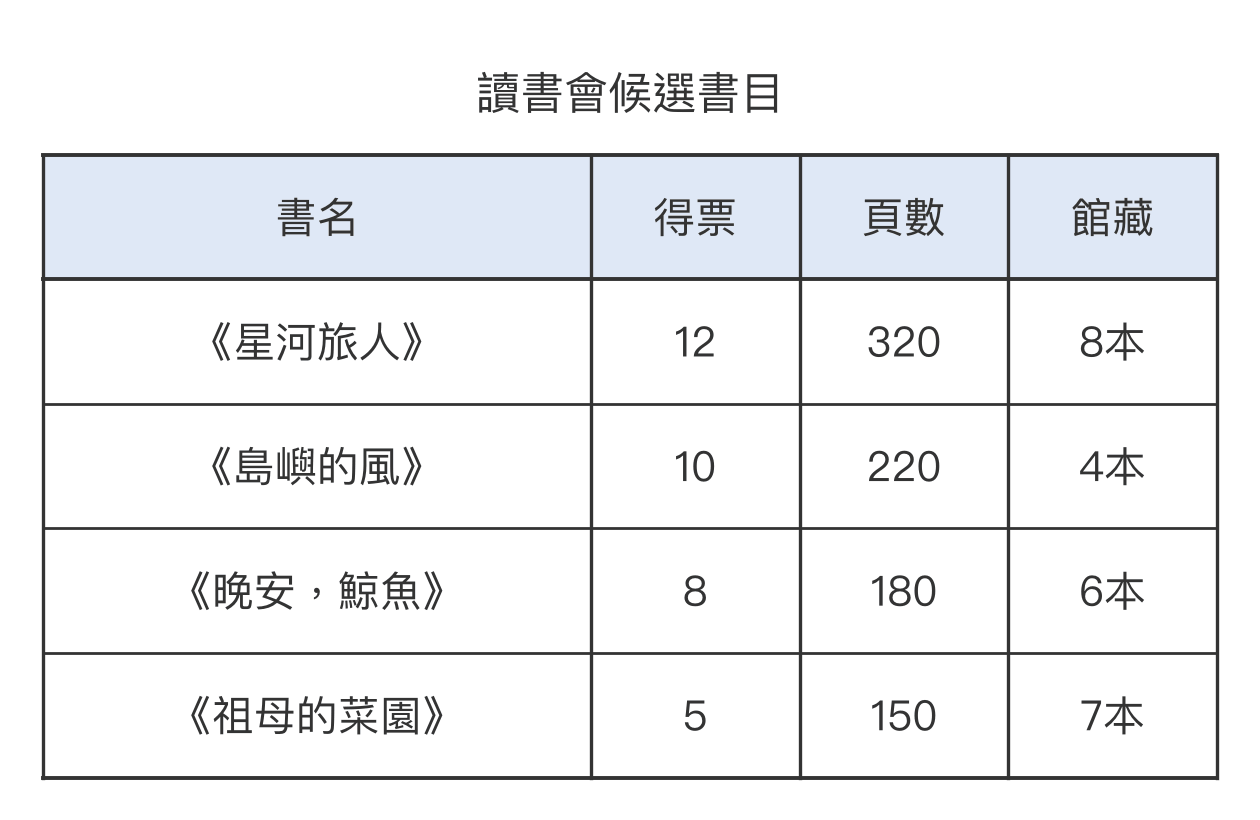 讀書會候選書目
書名 得票 頁數 館藏
《星河旅人》 12 320 8本
《島嶼的風》 10 220 4本
《晚安，鯨魚》 8 180 6本
《祖母的菜園》 5 150 7本